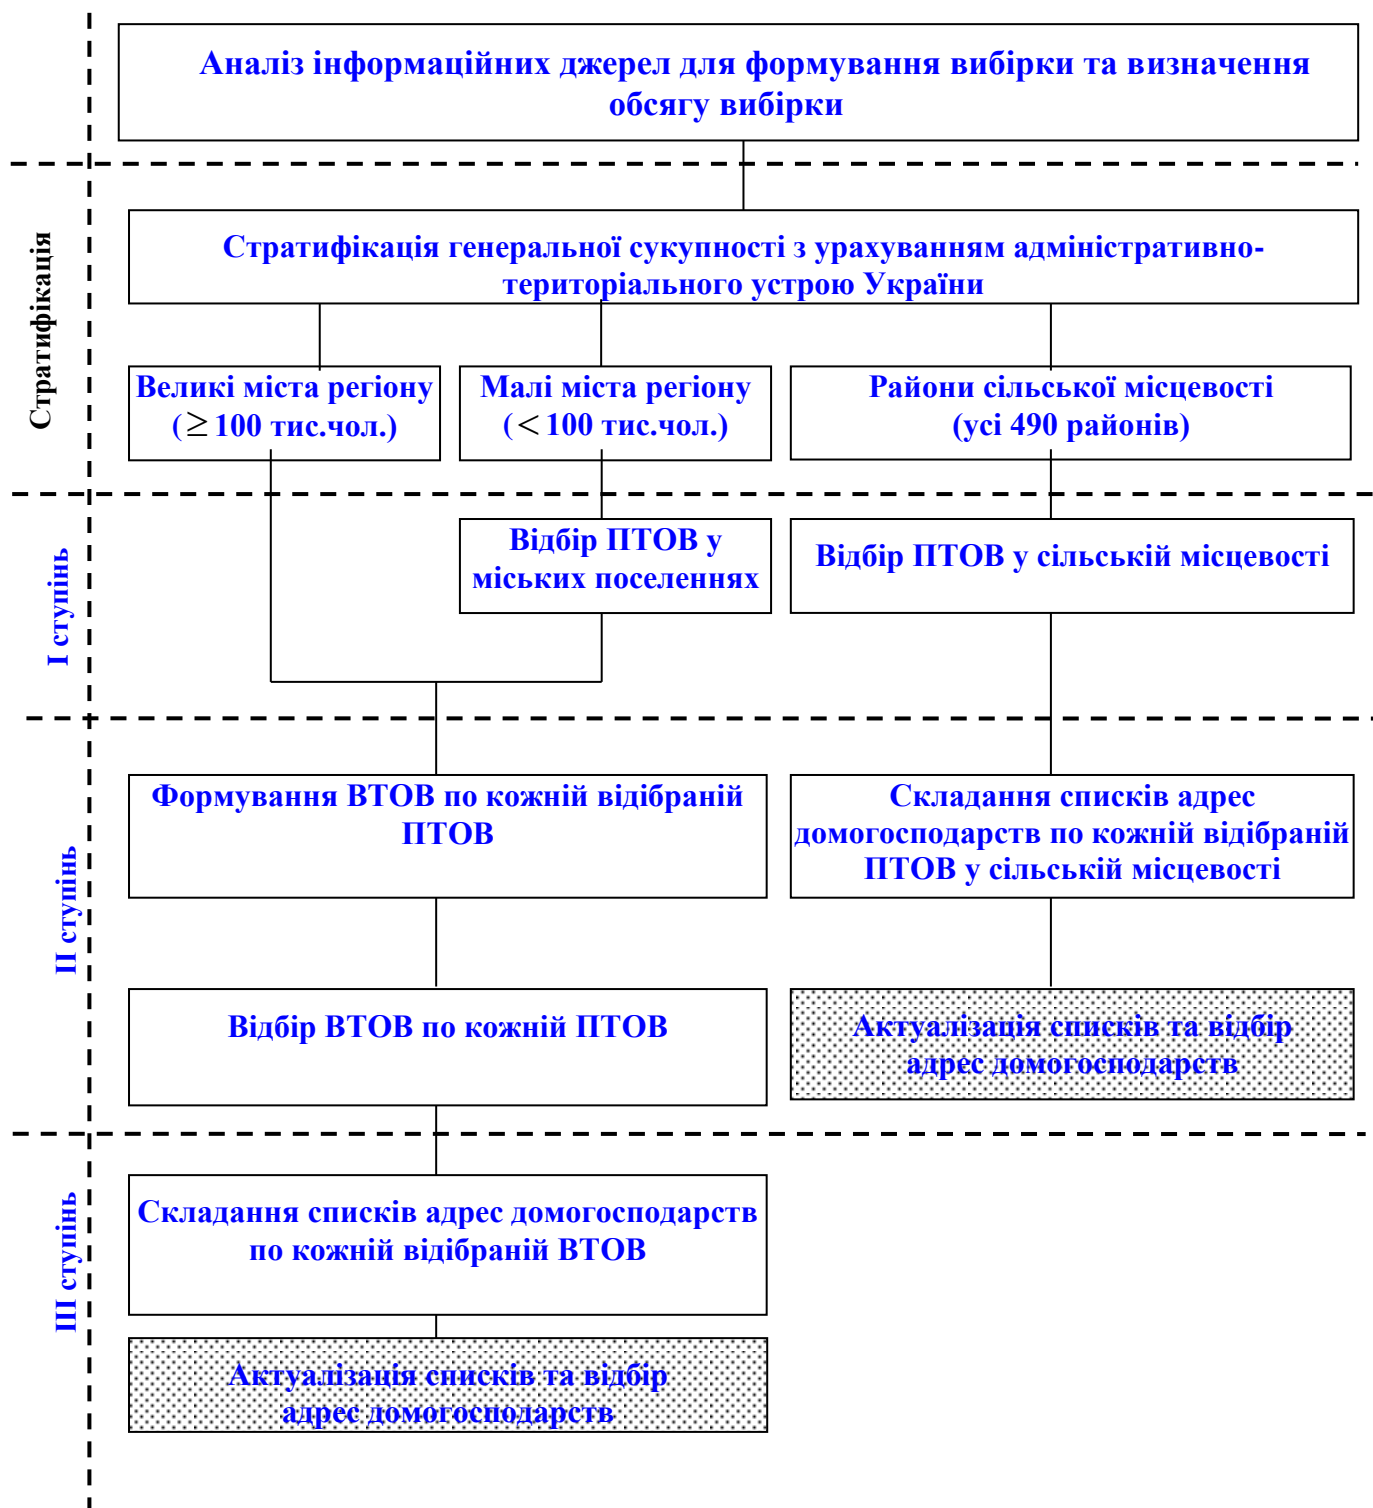 Аналіз інформаційних джерел для формування вибірки та визначення
обсягу вибірки
Стратифікація
Стратифікація генеральної сукупності з урахуванням адміністративно-
територіального устрою України
Великі міста регіону
(≥100 тис.чол.)
Малі міста регіону
(<100 тис.чол.)
Райони сільської місцевості
(усі 490 районів)
І ступінь
Відбір ПТОВ у
міських поселеннях
Відбір ПТОВ у сільській місцевості
ІІ ступінь
Формування ВТОВ по кожній відібраній
ПТОВ
Складання списків адрес
домогосподарств по кожній відібраній
ПТОВ у сільській місцевості
Відбір ВТОВ по кожній ПТОВ
Актуалізація списків та відбір
адрес домогосподарств
ІІІ ступінь
Складання списків адрес домогосподарств
по кожній відібраній ВТОВ
Актуалізація списків та відбір
адрес домогосподарств